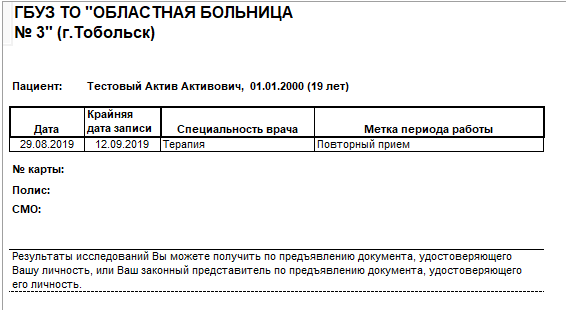 ГБУЗ ТО "ОБЛАСТНАЯ БОЛЬНИЦА
№ 3" (г.Тобольск)
Пациент: Тестовый Актив Активович, 01.01.2000 (19 лет)
Дата Крайняя дата записи Специальность врача Метка периода работы
29.08.2019 12.09.2019 Терапия Повторный прием
№ карты:
Полис:
СМО:
Результаты исследований Вы можете получить по предъявлению документа, удостоверяющего
Вашу личность, или Ваш законный представитель по предъявлению документа, удостоверяющего
его личность.